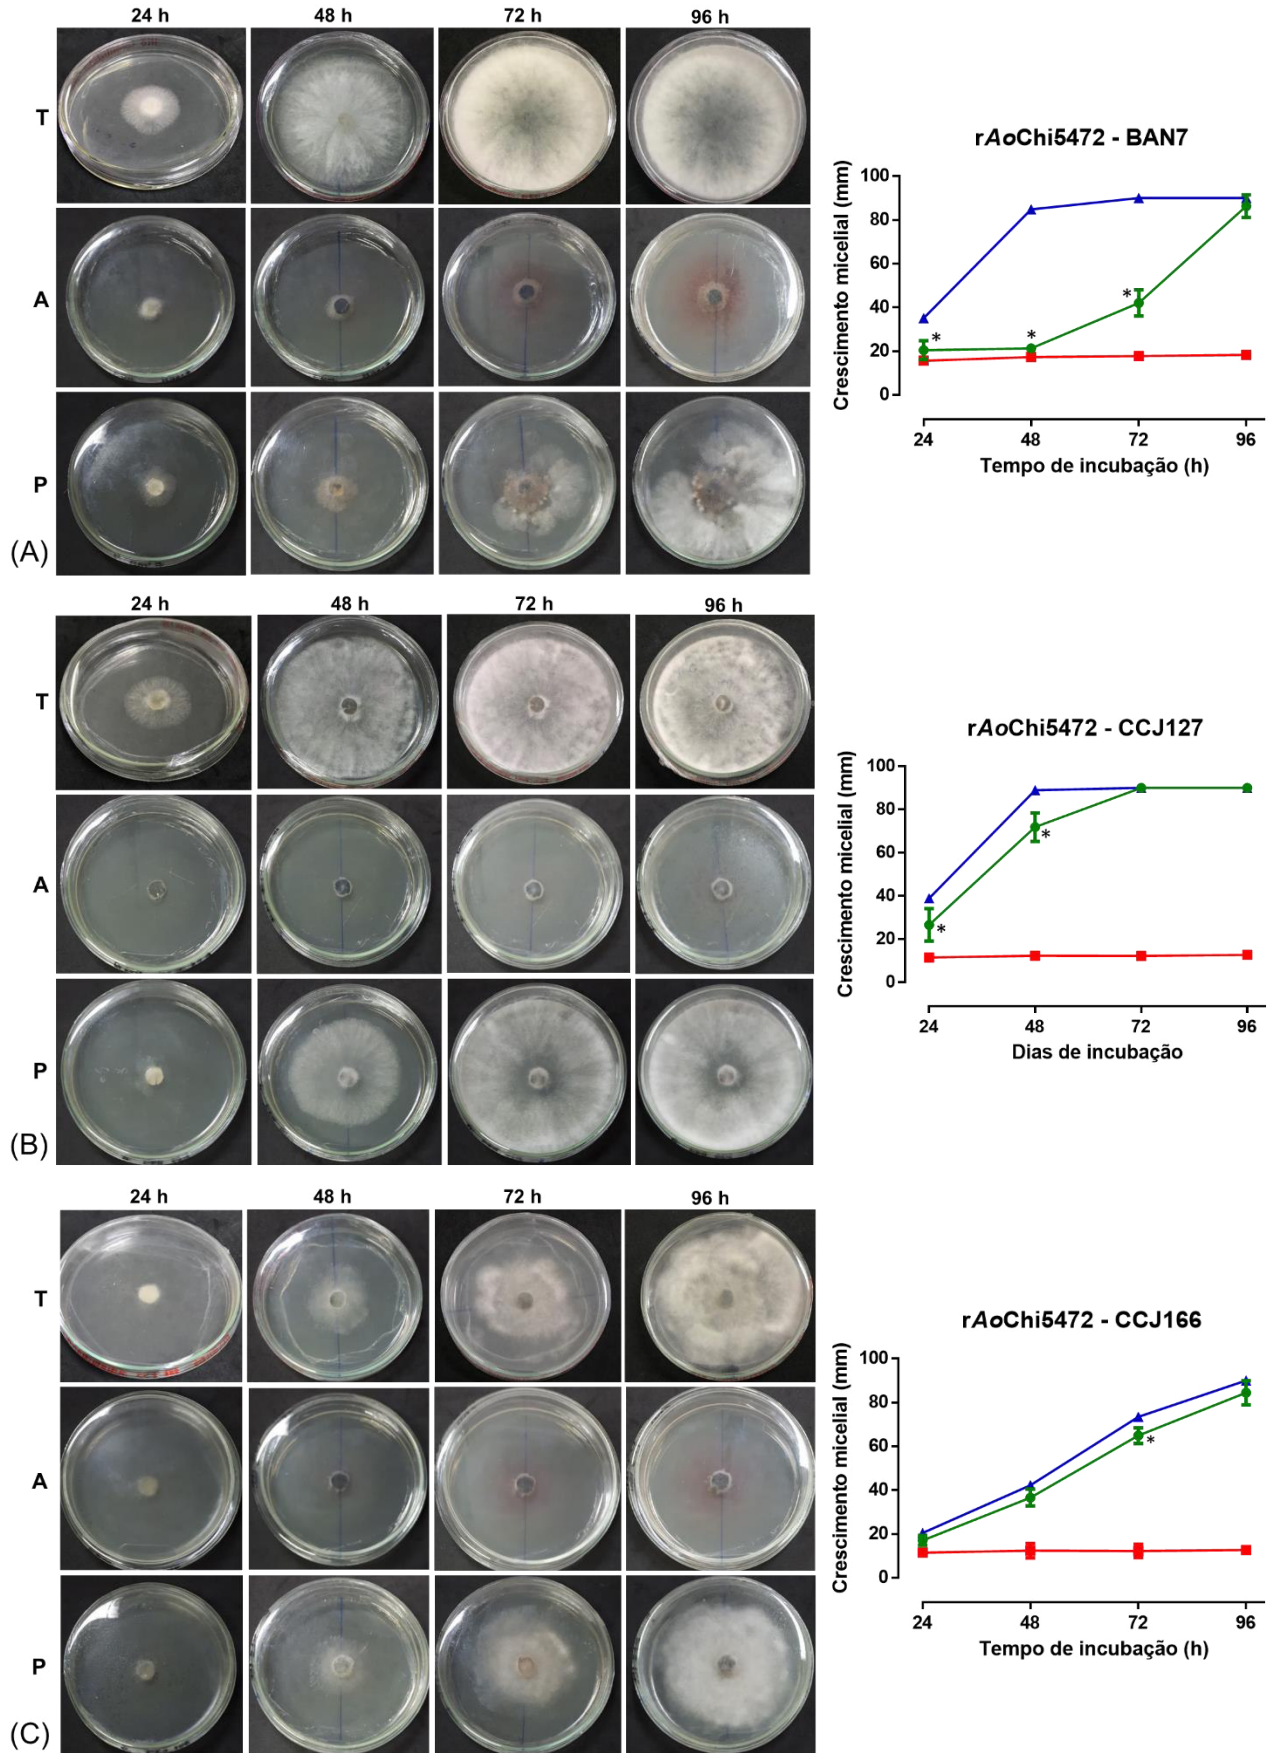 24 h 48 h 72 h 96 h
T
A
P
(A)
rAoChi5472 - BAN7
Crescimento micelial (mm)
100
80
60
40
20
0
*
*
*
24 48 72 96
Tempo de incubação (h)
24 h 48 h 72 h 96 h
T
A
P
(B)
rAoChi5472 - CCJ127
Crescimento micelial (mm)
100
80
60
40
20
0
*
*
24 48 72 96
Dias de incubação
24 h 48 h 72 h 96 h
T
A
P
(C)
rAoChi5472 - CCJ166
Crescimento micelial (mm)
100
80
60
40
20
0
*
24 48 72 96
Tempo de incubação (h)